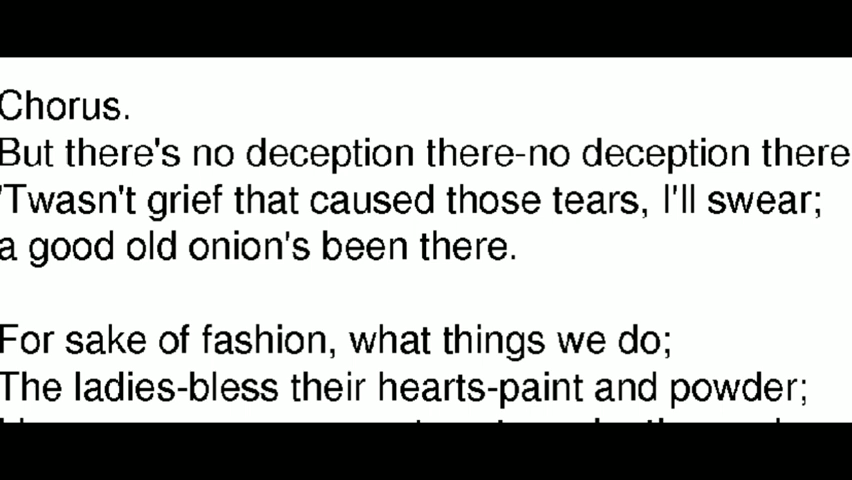 Chorus.
But there's no deception there-no deception there
'Twasn't grief that caused those tears, I'll swear;
a good old onion's been there.
For sake of fashion, what things we do;
The ladies-bless their hearts-paint and powder;